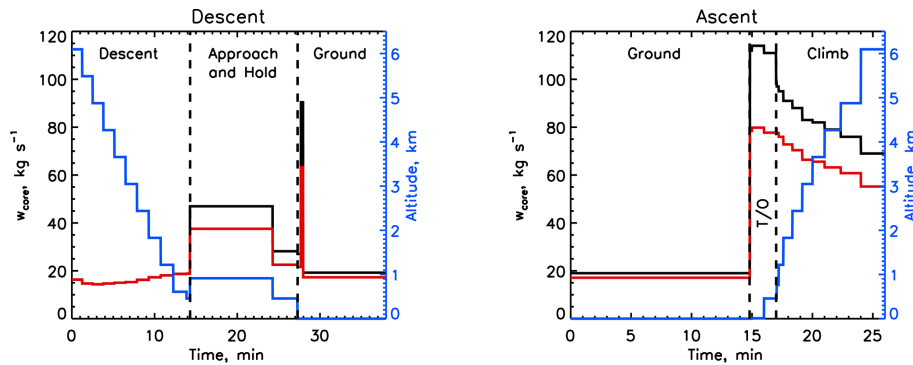 Descent
Descent
Approach
and Hold
Ground
w_core, kg s⁻¹
120
100
80
60
40
20
0
6
5
4
3
2
1
0
Altitude, km
0
10
20
30
Time, min
Ascent
Ground
T/O
Climb
w_core, kg s⁻¹
120
100
80
60
40
20
0
6
5
4
3
2
1
0
Altitude, km
0
5
10
15
20
25
Time, min